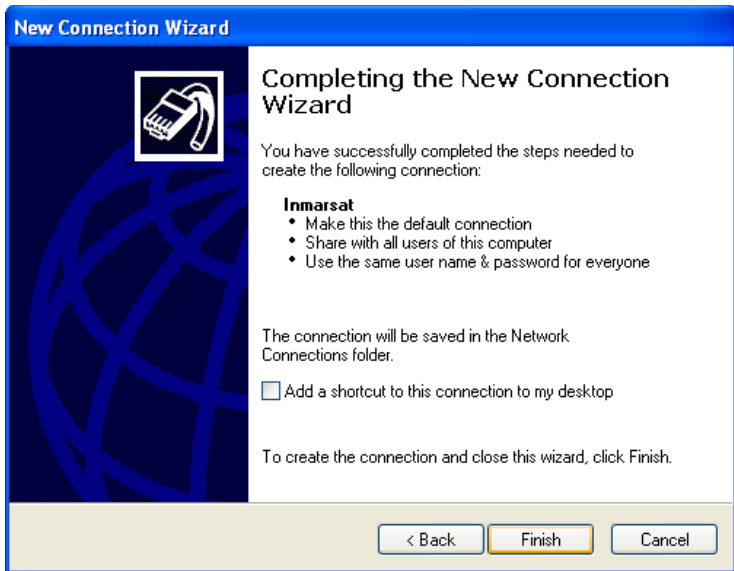 New Connection Wizard
Completing the New Connection
Wizard
You have successfully completed the steps needed to
create the following connection:
Inmarsat
• Make this the default connection
• Share with all users of this computer
• Use the same user name & password for everyone
The connection will be saved in the Network
Connections folder.
Add a shortcut to this connection to my desktop
To create the connection and close this wizard, click Finish.
< Back
Finish
Cancel